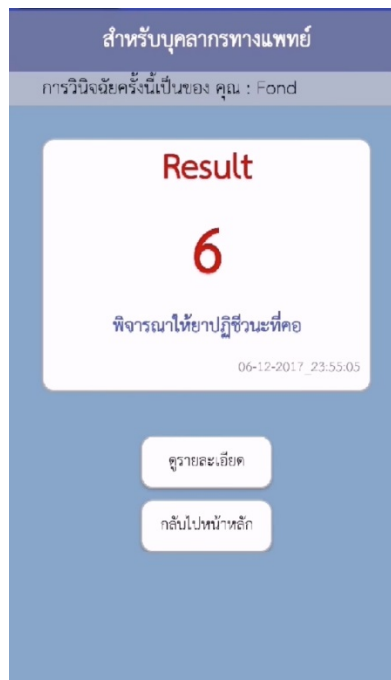 สำหรับบุคลากรทางแพทย์
การวินิจฉัยครั้งนี้เป็นของ คุณ : Fond
Result
6
พิจารณาให้ยาปฏิชีวนะที่คอ
06-12-2017_23:55:05
ดูรายละเอียด
กลับไปหน้าหลัก